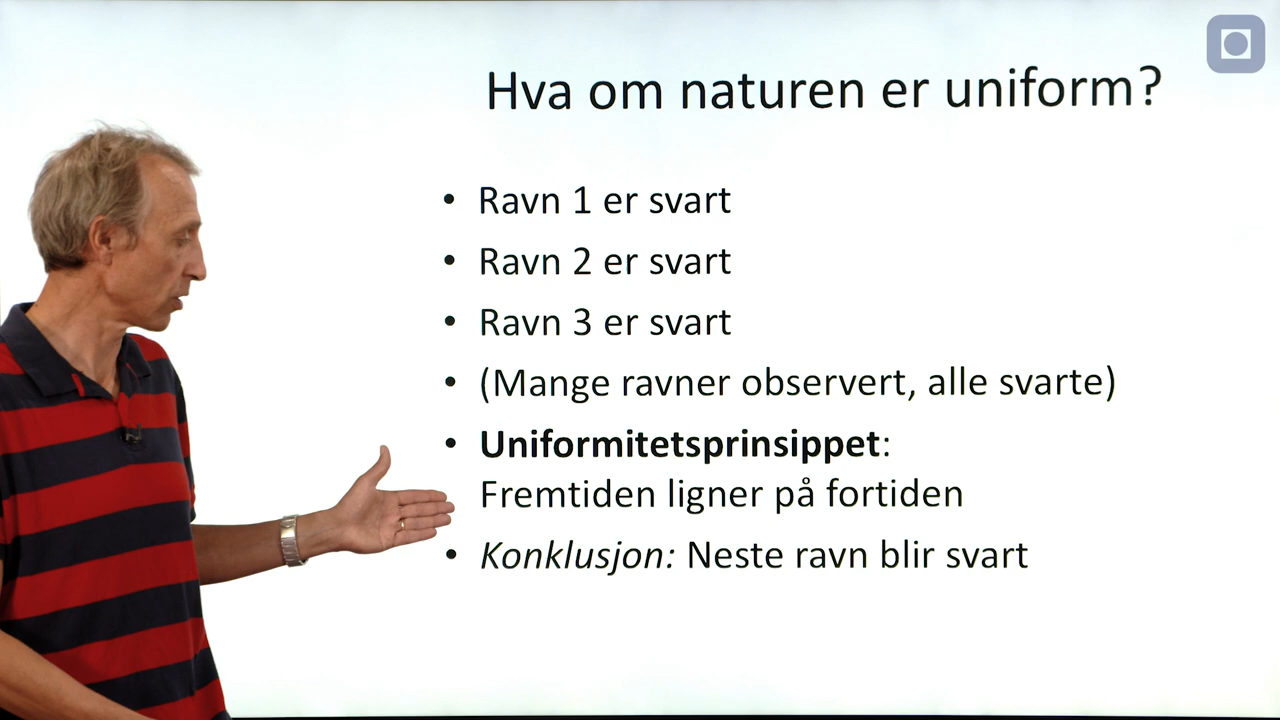 Hva om naturen er uniform?
• Ravn 1 er svart
• Ravn 2 er svart
• Ravn 3 er svart
• (Mange ravner observert, alle svarte)
• Uniformitetsprinsippet:
Fremtiden ligner på fortiden
• Konklusjon: Neste ravn blir svart